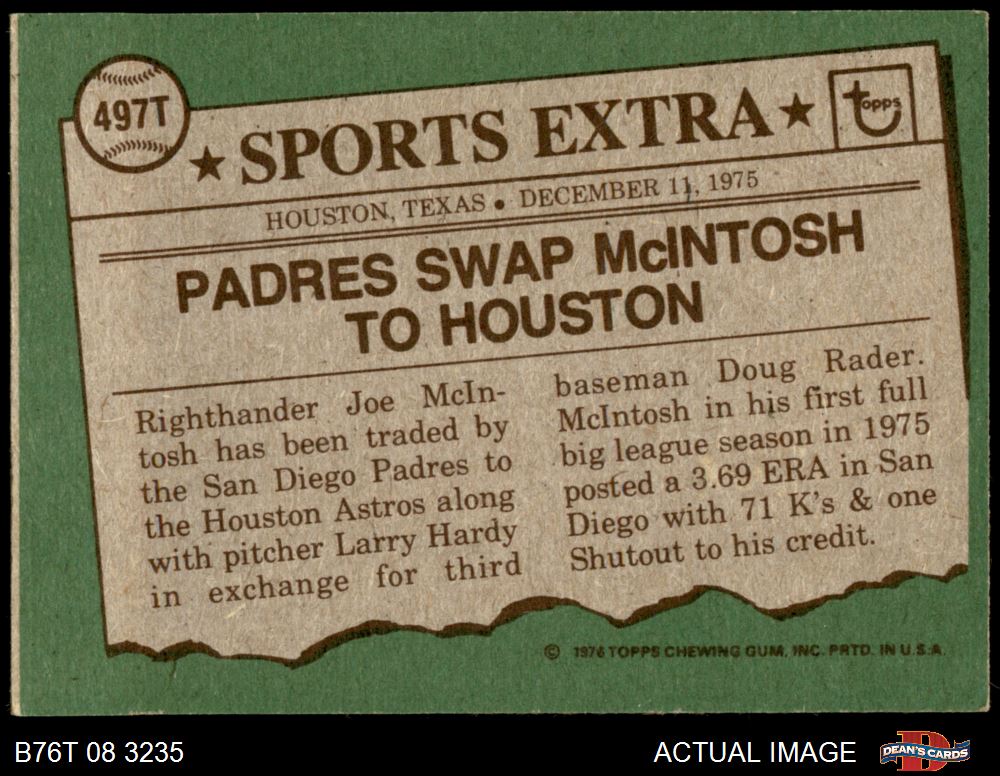 497T
★ SPORTS EXTRA ★
Topps
HOUSTON, TEXAS • DECEMBER 11, 1975
PADRES SWAP McINTOSH
TO HOUSTON
Righthander Joe McIn-
tosh has been traded by
the San Diego Padres to
the Houston Astros along
with pitcher Larry Hardy
in exchange for third
baseman Doug Rader.
McIntosh in his first full
big league season in 1975
posted a 3.69 ERA in San
Diego with 71 K's & one
Shutout to his credit.
© 1976 TOPPS CHEWING GUM, INC. PRTD. IN U.S.A.
B76T 08 3235
ACTUAL IMAGE
D
DEAN'S CARDS